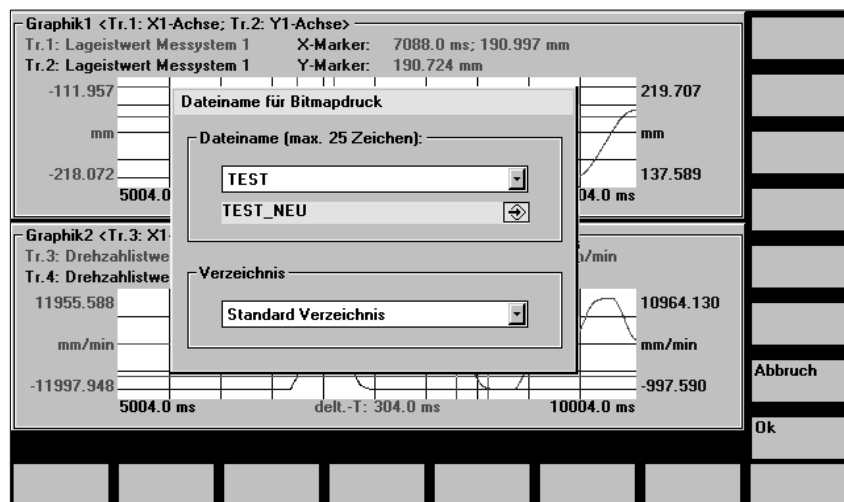 Graphik1 <Tr.1: X1-Achse; Tr.2: Y1-Achse>
Tr.1: Lageistwert Messystem 1 X-Marker: 7088.0 ms; 190.997 mm
Tr.2: Lageistwert Messystem 1 Y-Marker: 190.724 mm
-111.957 219.707
mm mm
-218.072 137.589
5004.0 04.0 ms
Dateiname für Bitmapdruck
Dateiname (max. 25 Zeichen):
TEST
TEST_NEU
Verzeichnis
Standard Verzeichnis
Graphik2 <Tr.3: X1-
Tr.3: Drehzahlistwe /min
Tr.4: Drehzahlistwe
11955.588 10964.130
mm/min mm/min
-11997.948 -997.590
5004.0 ms delt.-T: 304.0 ms 10004.0 ms
Abbruch
Ok